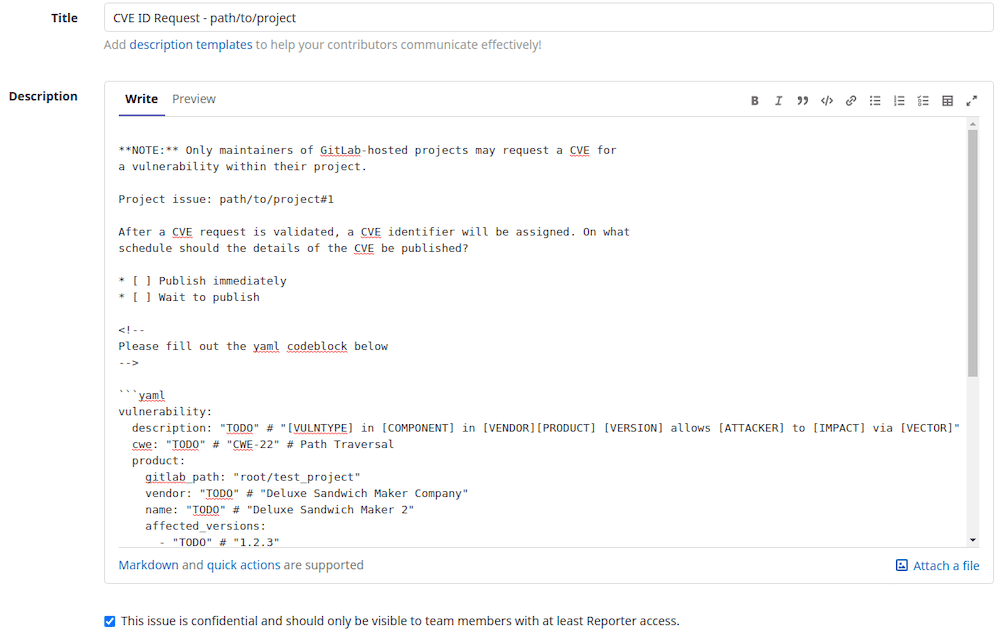 Title
CVE ID Request - path/to/project
Add description templates to help your contributors communicate effectively!
Description
Write Preview
**NOTE:** Only maintainers of GitLab-hosted projects may request a CVE for
a vulnerability within their project.
Project issue: path/to/project#1
After a CVE request is validated, a CVE identifier will be assigned. On what
schedule should the details of the CVE be published?
* [ ] Publish immediately
* [ ] Wait to publish
<!--
Please fill out the yaml codeblock below
-->
```yaml
vulnerability:
  description: "TODO" # "[VULNTYPE] in [COMPONENT] in [VENDOR][PRODUCT] [VERSION] allows [ATTACKER] to [IMPACT] via [VECTOR]"
  cwe: "TODO" # "CWE-22" # Path Traversal
  product:
    gitlab_path: "root/test_project"
    vendor: "TODO" # "Deluxe Sandwich Maker Company"
    name: "TODO" # "Deluxe Sandwich Maker 2"
    affected_versions:
      - "TODO" # "1.2.3"
Markdown and quick actions are supported
Attach a file
This issue is confidential and should only be visible to team members with at least Reporter access.